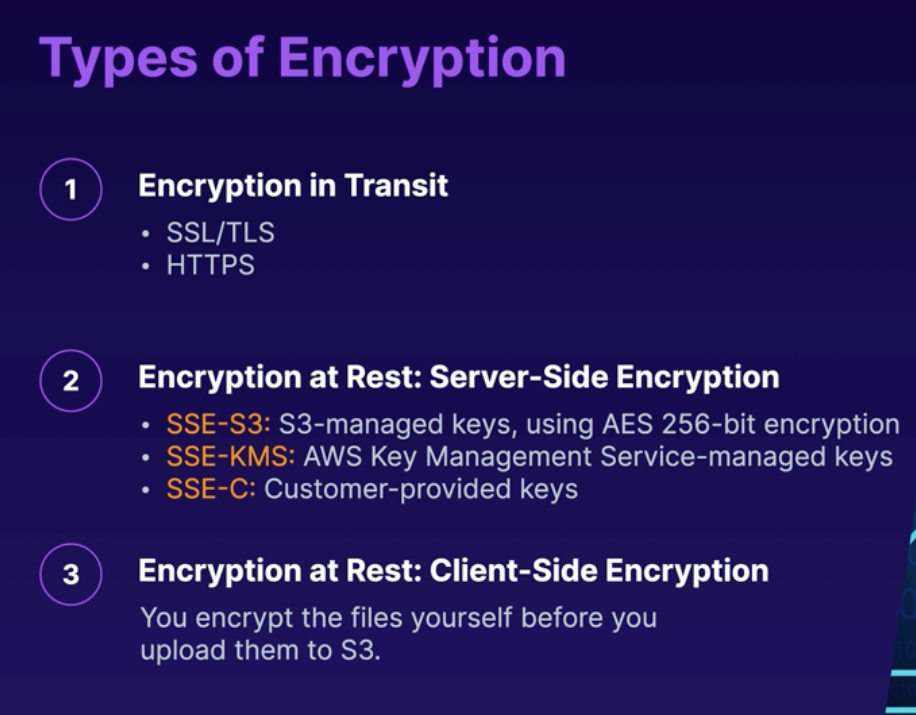 Types of Encryption
1
Encryption in Transit
• SSL/TLS
• HTTPS
2
Encryption at Rest: Server-Side Encryption
• SSE-S3: S3-managed keys, using AES 256-bit encryption
• SSE-KMS: AWS Key Management Service-managed keys
• SSE-C: Customer-provided keys
3
Encryption at Rest: Client-Side Encryption
You encrypt the files yourself before you
upload them to S3.